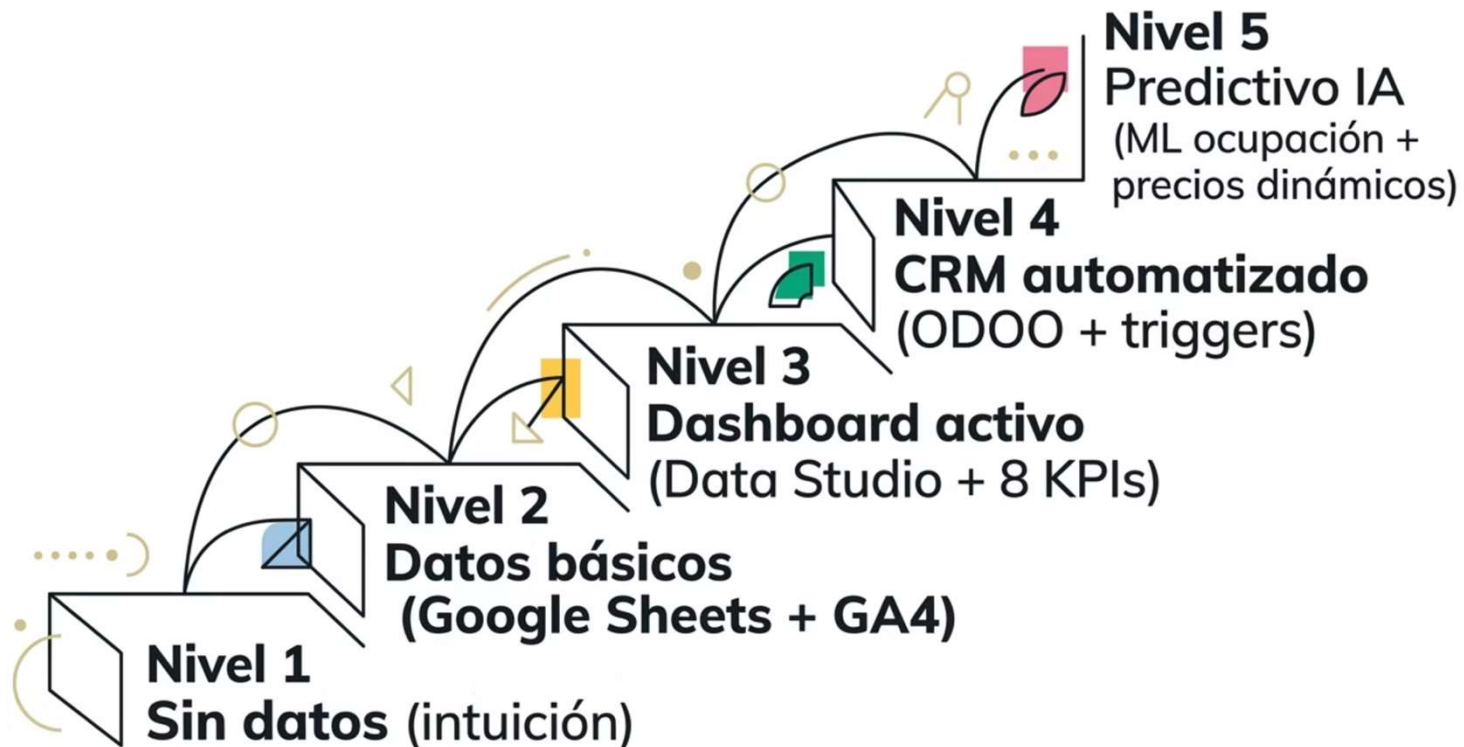 Nivel 5
Predictivo IA
(ML ocupación +
precios dinámicos)
Nivel 4
CRM automatizado
(ODOO + triggers)
Nivel 3
Dashboard activo
(Data Studio + 8 KPIs)
Nivel 2
Datos básicos
(Google Sheets + GA4)
Nivel 1
Sin datos (intuición)